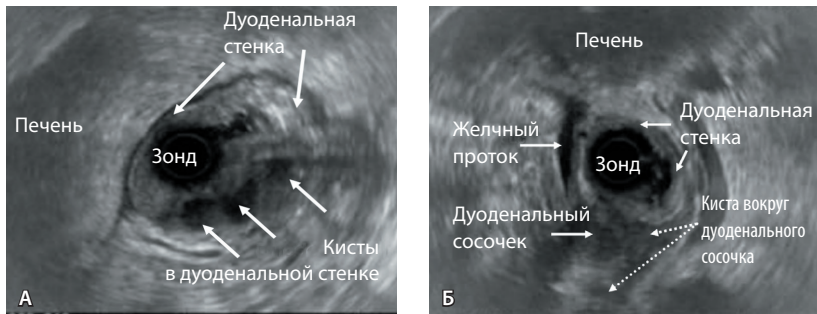 Дуоденальная
стенка
Печень
Зонд
Кисты
в дуоденальной стенке
А
Печень
Желчный
проток
Дуоденальная
стенка
Зонд
Дуоденальный
сосочек
Киста вокруг
дуоденального
сосочка
Б